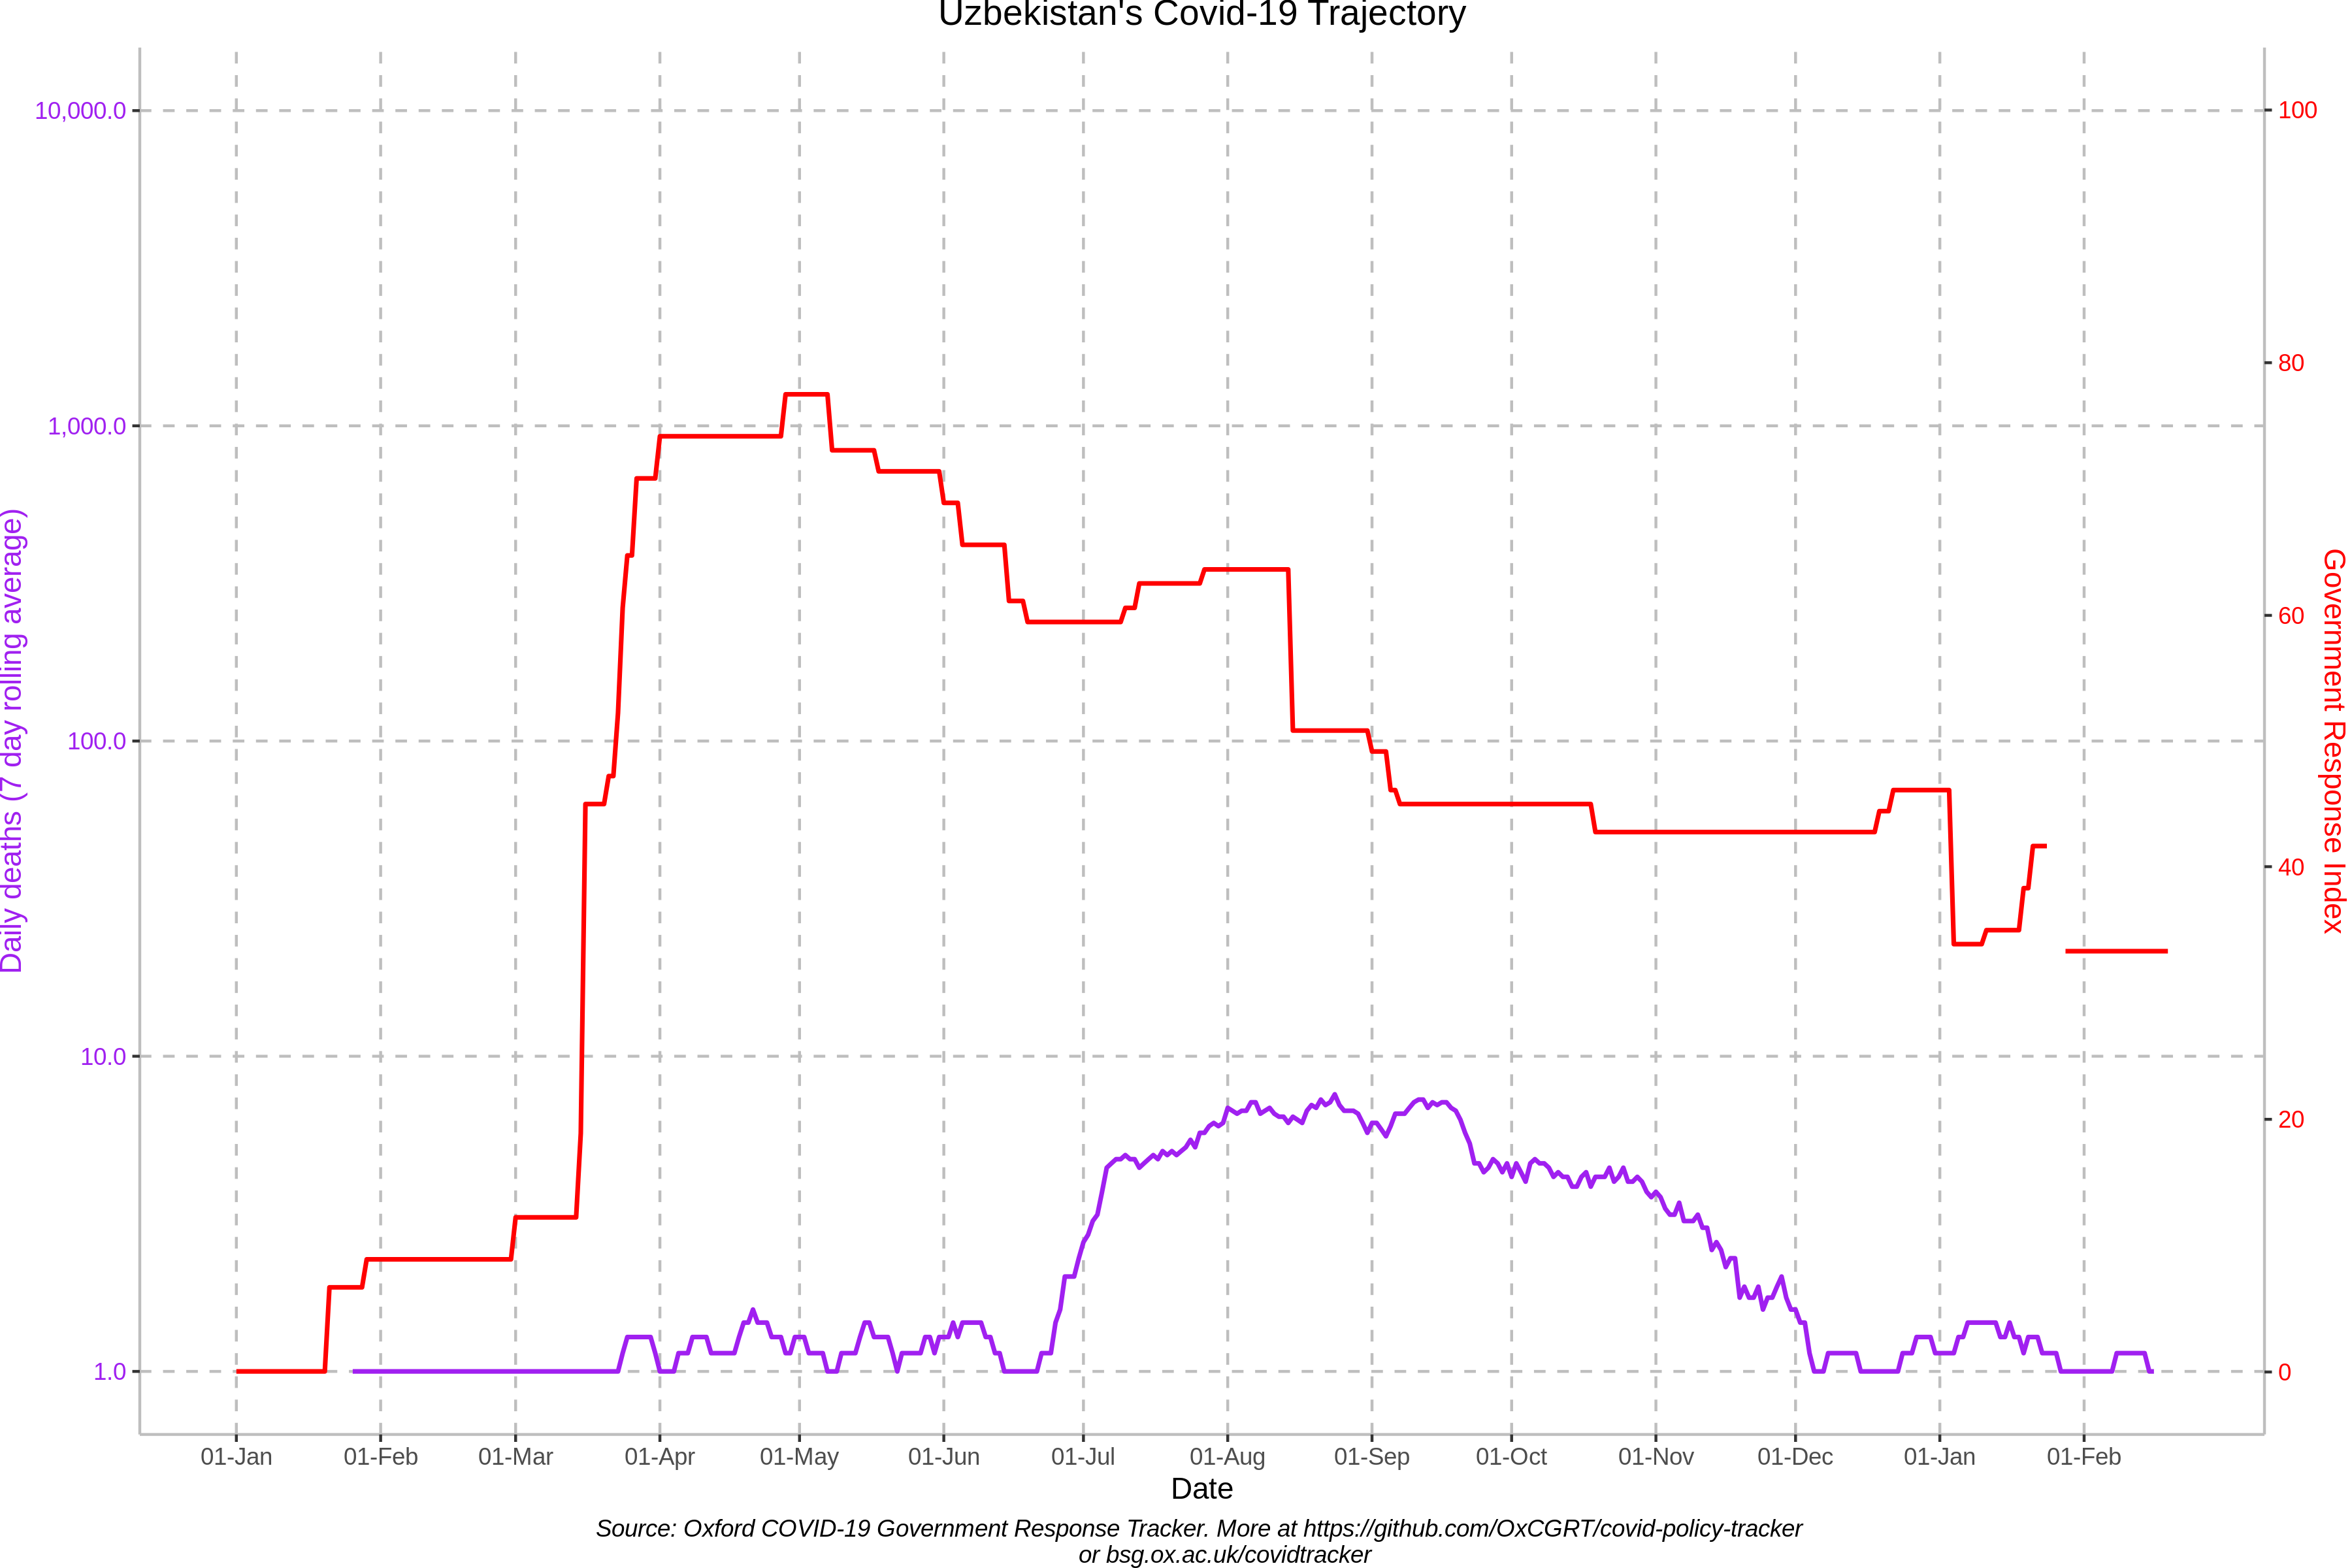 Uzbekistan's Covid-19 Trajectory
10,000.0
1,000.0
100.0
10.0
1.0
Daily deaths (7 day rolling average)
100
80
60
40
20
0
Government Response Index
01-Jan 01-Feb 01-Mar 01-Apr 01-May 01-Jun 01-Jul 01-Aug 01-Sep 01-Oct 01-Nov 01-Dec 01-Jan 01-Feb
Date
Source: Oxford COVID-19 Government Response Tracker. More at https://github.com/OxCGRT/covid-policy-tracker
or bsg.ox.ac.uk/covidtracker